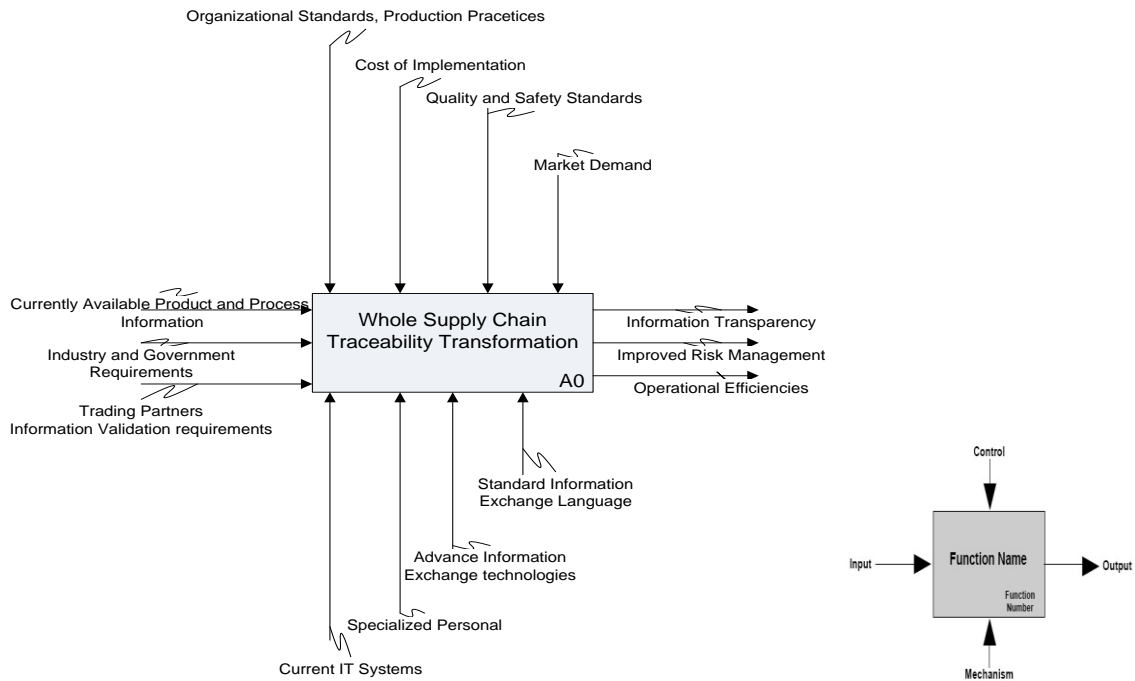 Organizational Standards, Production Pracetices
Cost of Implementation
Quality and Safety Standards
Market Demand
Currently Available Product and Process
Information
Industry and Government
Requirements
Trading Partners
Information Validation requirements
Whole Supply Chain
Traceability Transformation
A0
Information Transparency
Improved Risk Management
Operational Efficiencies
Standard Information
Exchange Language
Advance Information
Exchange technologies
Specialized Personal
Current IT Systems
Control
Input
Function Name
Function
Number
Output
Mechanism